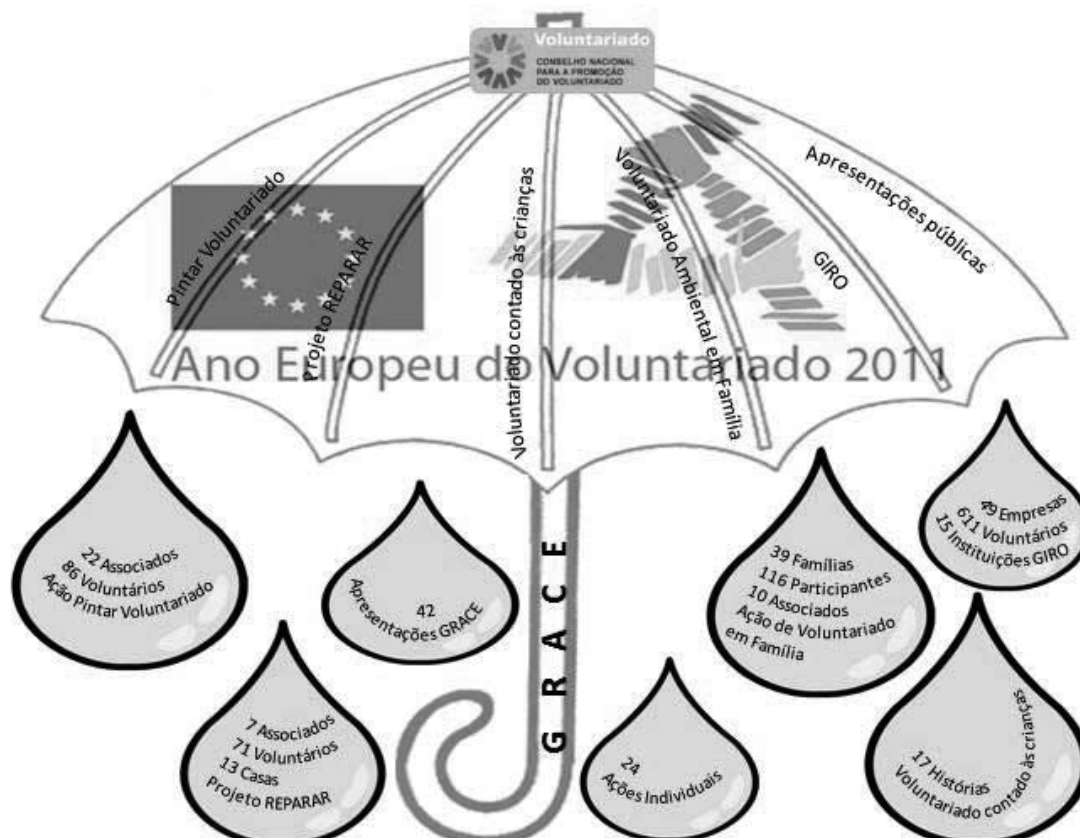 Voluntariado
CONSELHO NACIONAL
PARA A PROMOÇÃO
DO VOLUNTARIADO
Pintar Voluntariado
Projeto REPARAR
Voluntariado contado às crianças
Voluntariado Ambiental em Família
GIRO
Apresentações públicas
Ano Europeu do Voluntariado 2011
GRACE
22 Associados
86 Voluntários
Ação Pintar Voluntariado
42
Apresentações GRACE
39 Famílias
116 Participantes
10 Associados
Ação de Voluntariado
em Família
49 Empresas
611 Voluntários
15 Instituições GIRO
7 Associados
71 Voluntários
13 Casas
Projeto REPARAR
24
Ações Individuais
17 Histórias
Voluntariado contado às crianças